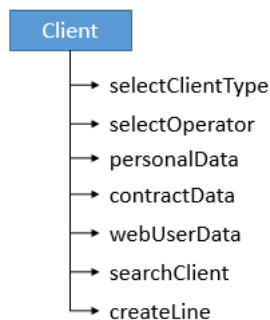 Client
selectClientType
selectOperator
personalData
contractData
webUserData
searchClient
createLine